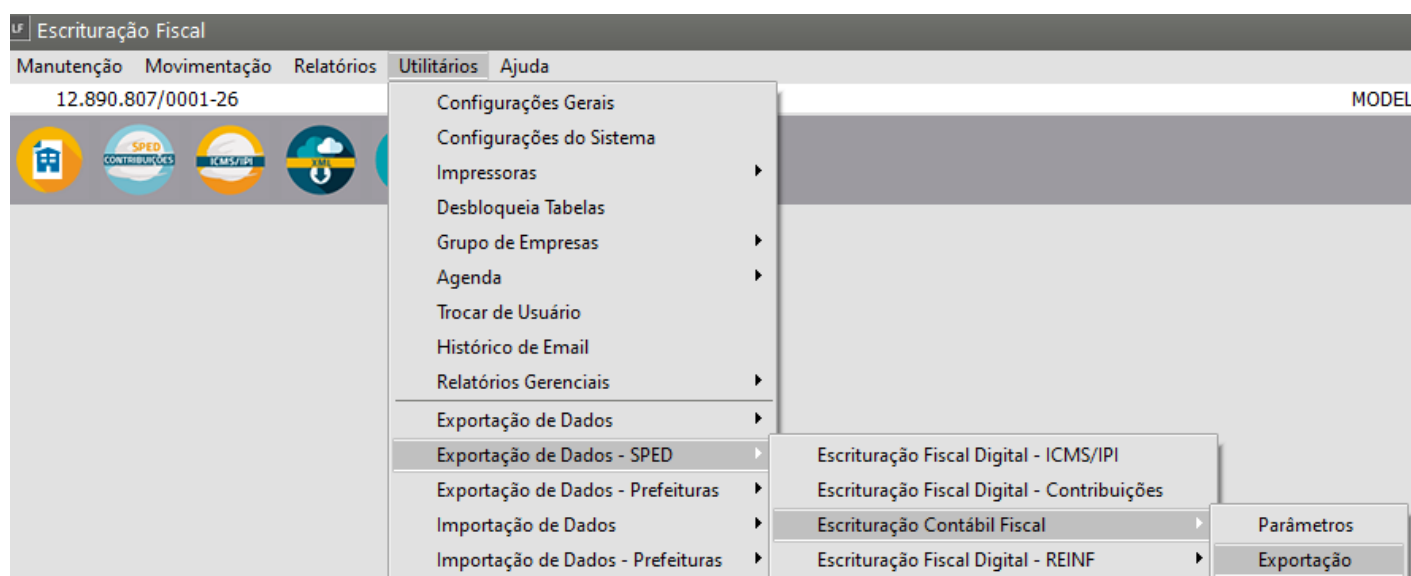 LF Escrituração Fiscal
Manutenção Movimentação Relatórios Utilitários Ajuda
12.890.807/0001-26 MODEL
SPED
CONTRIBUIÇÕES
ICMS/IPI
XML
Configurações Gerais
Configurações do Sistema
Impressoras
Desbloqueia Tabelas
Grupo de Empresas
Agenda
Trocar de Usuário
Histórico de Email
Relatórios Gerenciais
Exportação de Dados
Exportação de Dados - SPED
Exportação de Dados - Prefeituras
Importação de Dados
Importação de Dados - Prefeituras
Escrituração Fiscal Digital - ICMS/IPI
Escrituração Fiscal Digital - Contribuições
Escrituração Contábil Fiscal
Escrituração Fiscal Digital - REINF
Parâmetros
Exportação